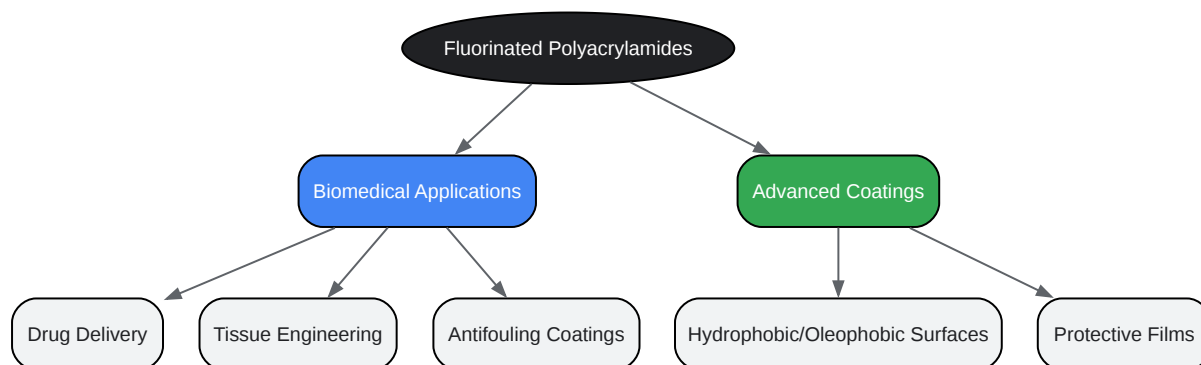 Fluorinated Polyacrylamides
Biomedical Applications
Advanced Coatings
Drug Delivery
Tissue Engineering
Antifouling Coatings
Hydrophobic/Oleophobic Surfaces
Protective Films